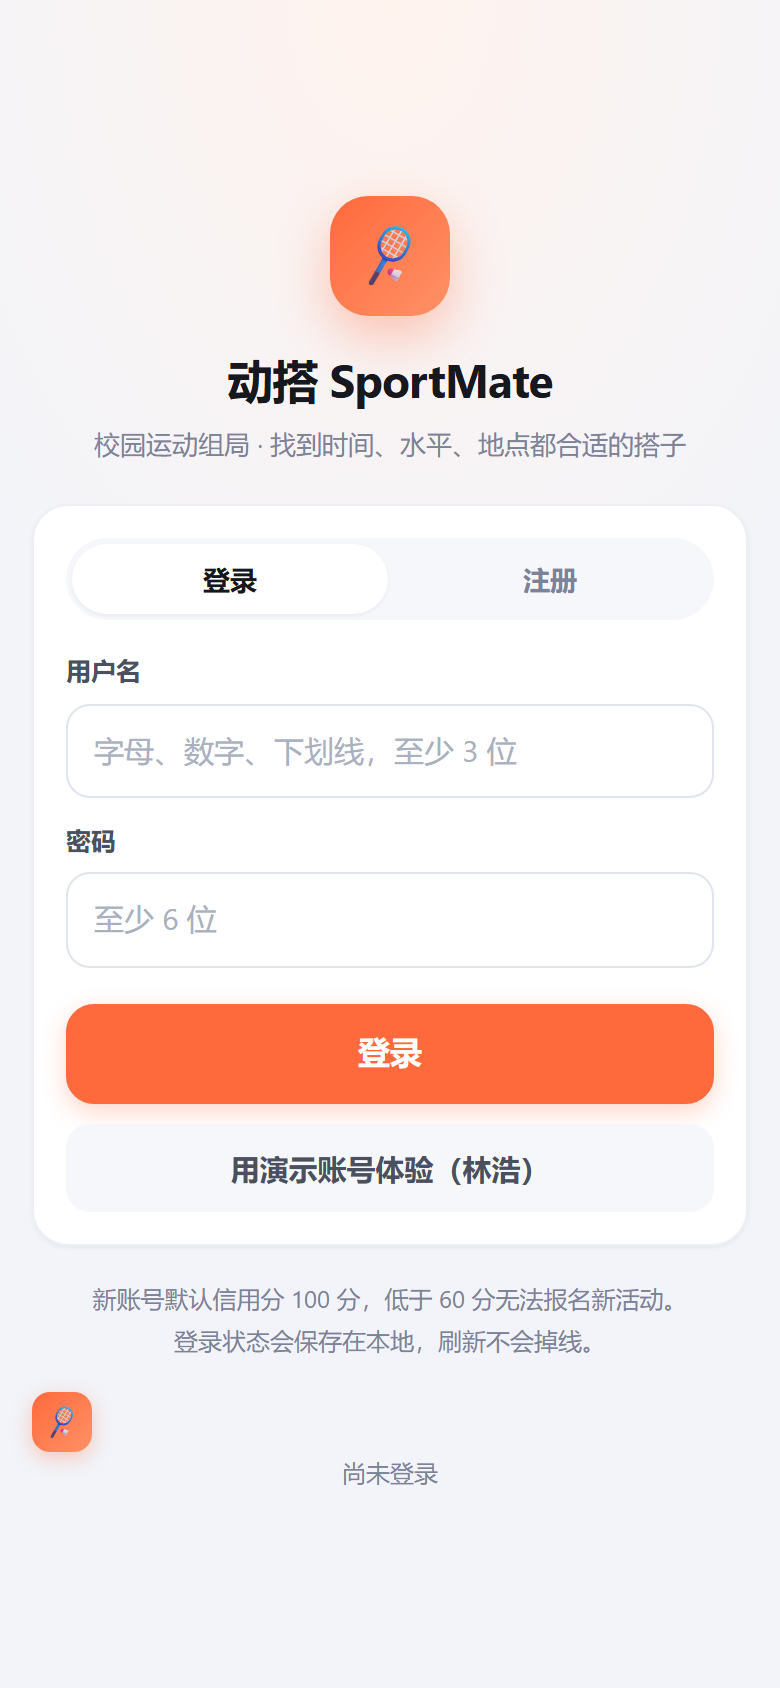 动搭 SportMate
校园运动组局 · 找到时间、水平、地点都合适的搭子
登录
注册
用户名
字母、数字、下划线，至少 3 位
密码
至少 6 位
登录
用演示账号体验（林浩）
新账号默认信用分 100 分，低于 60 分无法报名新活动。
登录状态会保存在本地，刷新不会掉线。
尚未登录